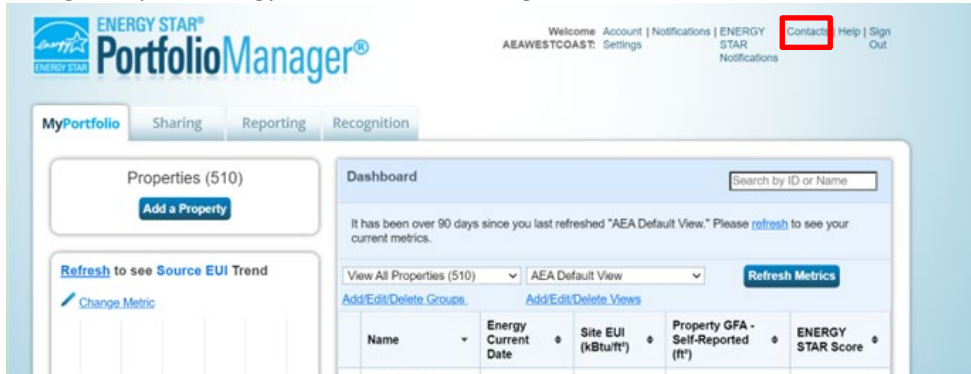 ENERGY STAR®
PortfolioManager®
energy
ENERGY STAR
Welcome AEAWESTCOAST: Account Settings | Notifications | ENERGY STAR Notifications | Contacts | Help | Sign Out
MyPortfolio Sharing Reporting Recognition
Properties (510)
Add a Property
Refresh to see Source EUI Trend
Change Metric
Dashboard
Search by ID or Name
It has been over 90 days since you last refreshed "AEA Default View." Please refresh to see your
current metrics.
View All Properties (510) AEA Default View Refresh Metrics
Add/Edit/Delete Groups Add/Edit/Delete Views
Name Energy Current Date Site EUI (kBtu/ft²) Property GFA - Self-Reported (ft²) ENERGY STAR Score